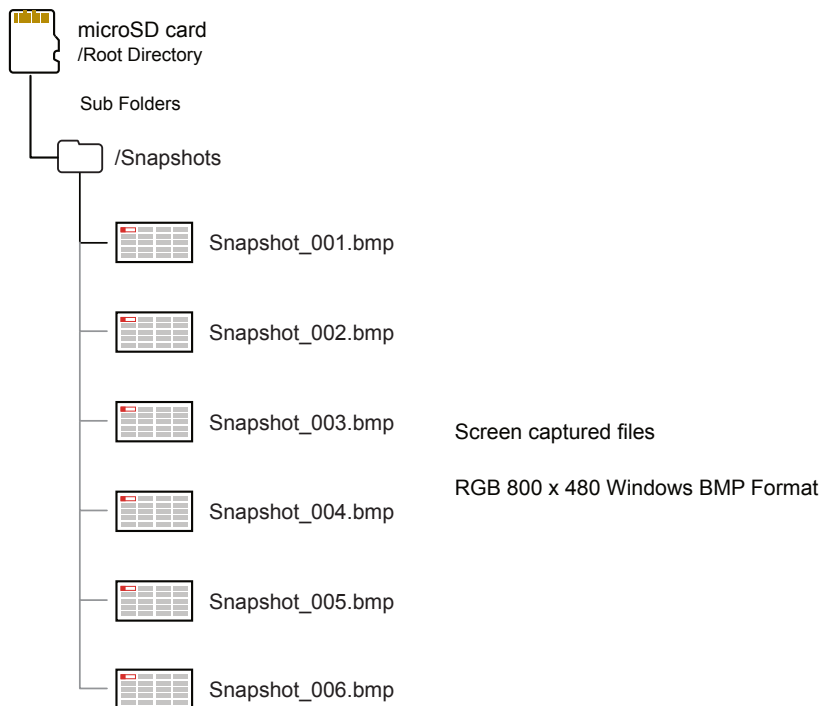 microSD card
/Root Directory
Sub Folders
/Snapshots
Snapshot_001.bmp
Snapshot_002.bmp
Snapshot_003.bmp
Screen captured files
RGB 800 x 480 Windows BMP Format
Snapshot_004.bmp
Snapshot_005.bmp
Snapshot_006.bmp